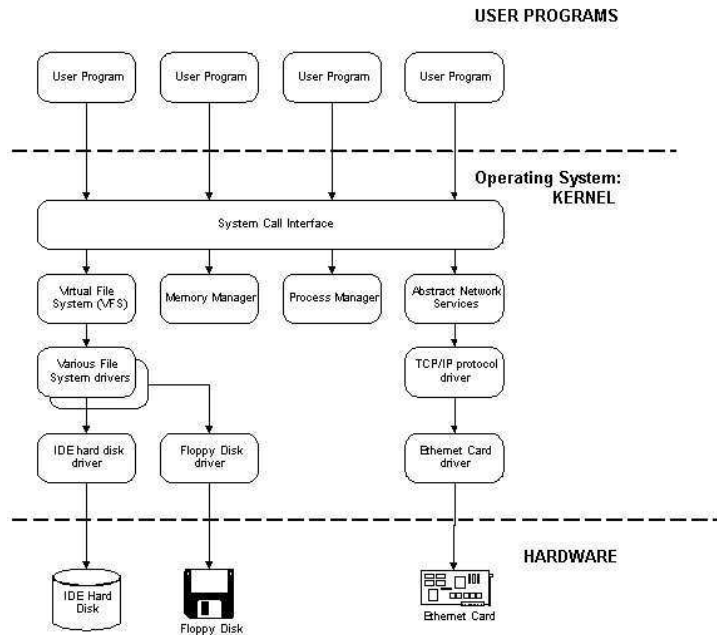 USER PROGRAMS
User Program
User Program
User Program
User Program
Operating System:
KERNEL
System Call Interface
Virtual File
System (VFS)
Memory Manager
Process Manager
Abstract Network
Services
Various File
System drivers
TCP/IP protocol
driver
IDE hard disk
driver
Floppy Disk
driver
Ethernet Card
driver
HARDWARE
IDE Hard
Disk
Floppy Disk
Ethernet Card